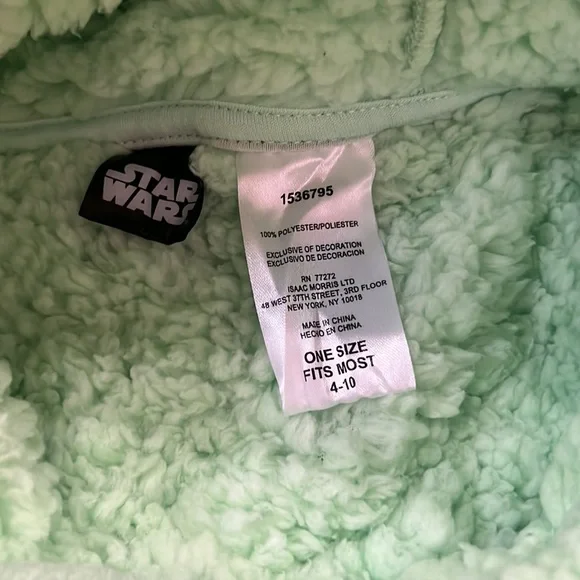 STAR
WARS
1536795
100% POLYESTER/POLIESTER
EXCLUSIVE OF DECORATION
EXCLUSIVO DE DECORACION
RN 77272
ISAAC MORRIS LTD
48 WEST 37TH STREET, 3RD FLOOR
NEW YORK, NY 10018
MADE IN CHINA
HECHO EN CHINA
ONE SIZE
FITS MOST
4-10